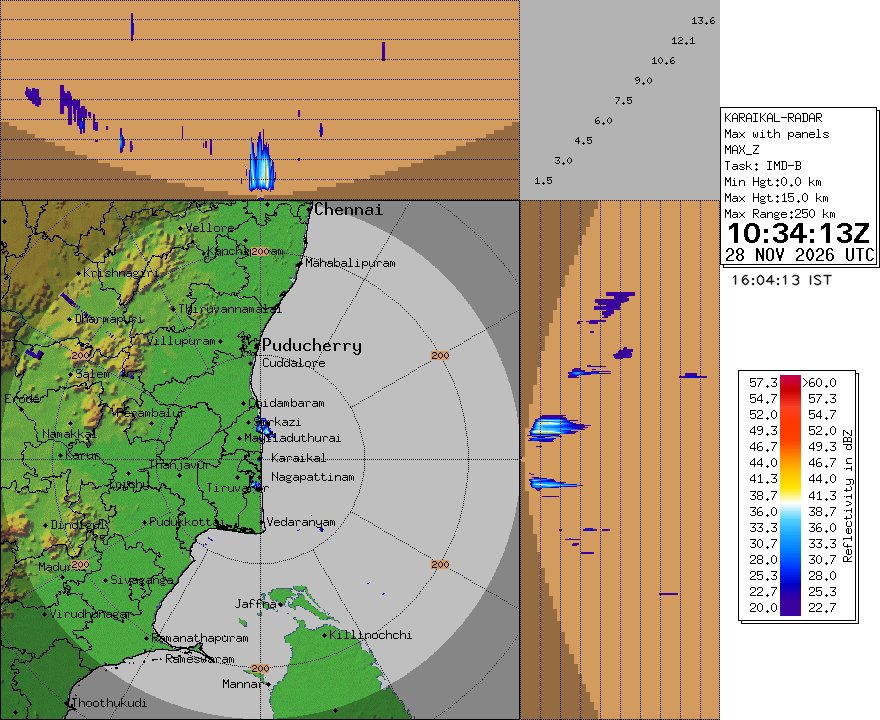 13.6
12.1
10.6
9.0
7.5
6.0
4.5
3.0
1.5
KARAIKAL-RADAR
Max with panels
MAX_Z
Task: IMD-B
Min Hgt:0.0 km
Max Hgt:15.0 km
Max Range:250 km
10:34:13Z
28 NOV 2026 UTC
16:04:13 IST
Chennai
Vellore
200
Mahabalipuram
Krishnagiri
Thiruvannamalai
Dharmapuri
Villupuram
Puducherry
200
200
Cuddalore
Salem
Erode
Chidambaram
Perambalur
Sirkazi
Namakkal
Mayiladuthurai
Karur
Karaikal
Thanjavur
Nagapattinam
Tiruvarur
Dindigul
Pudukkottai
Vedaranyam
200
200
Madurai
Sivaganga
Jaffna
Virudhunagar
Ramanathapuram
Killinochchi
Rameswaram
200
Mannar
Thoothukudi
57.3 >60.0
54.7 57.3
52.0 54.7
49.3 52.0
46.7 49.3
44.0 46.7
41.3 44.0
38.7 41.3
36.0 38.7
33.3 36.0
30.7 33.3
28.0 30.7
25.3 28.0
22.7 25.3
20.0 22.7
Reflectivity in dBZ